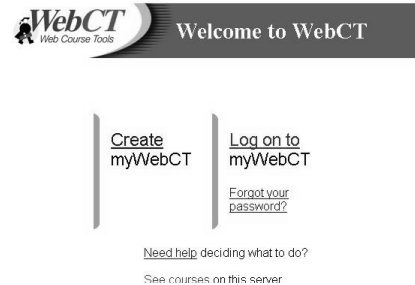 WebCT
Web Course Tools
Welcome to WebCT
Create
myWebCT
Log on to
myWebCT
Forgot your
password?
Need help deciding what to do?
See courses on this server